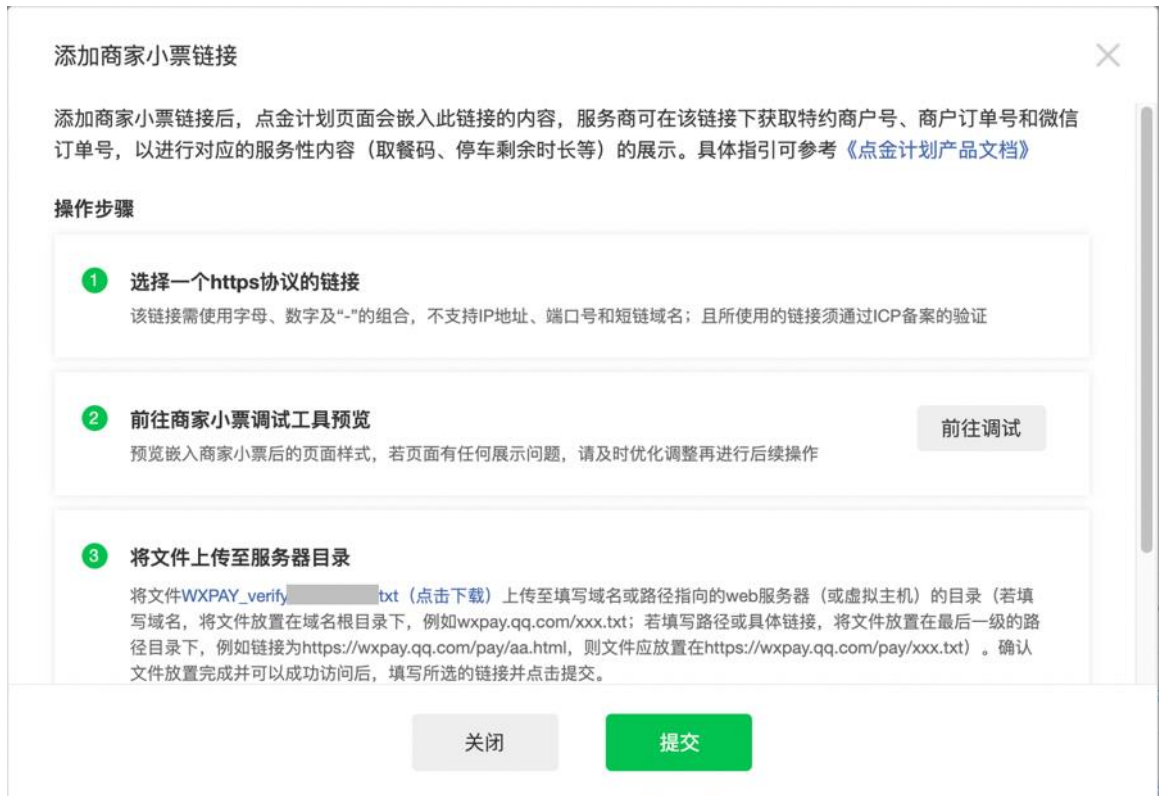 添加商家小票链接
添加商家小票链接后，点金计划页面会嵌入此链接的内容，服务商可在该链接下获取特约商户号、商户订单号和微信
订单号，以进行对应的服务性内容（取餐码、停车剩余时长等）的展示。具体指引可参考《点金计划产品文档》
操作步骤
1 选择一个https协议的链接
该链接需使用字母、数字及“-”的组合，不支持IP地址、端口号和短链域名；且所使用的链接须通过ICP备案的验证
2 前往商家小票调试工具预览
前往调试
预览嵌入商家小票后的页面样式，若页面有任何展示问题，请及时优化调整再进行后续操作
3 将文件上传至服务器目录
将文件WXPAY_verify txt（点击下载）上传至填写域名或路径指向的web服务器（或虚拟主机）的目录（若填
写域名，将文件放置在域名根目录下，例如wxpay.qq.com/xxx.txt；若填写路径或具体链接，将文件放置在最后一级的路
径目录下，例如链接为https://wxpay.qq.com/pay/aa.html，则文件应放置在https://wxpay.qq.com/pay/xxx.txt）。确认
文件放置完成并可以成功访问后，填写所选的链接并点击提交。
关闭 提交